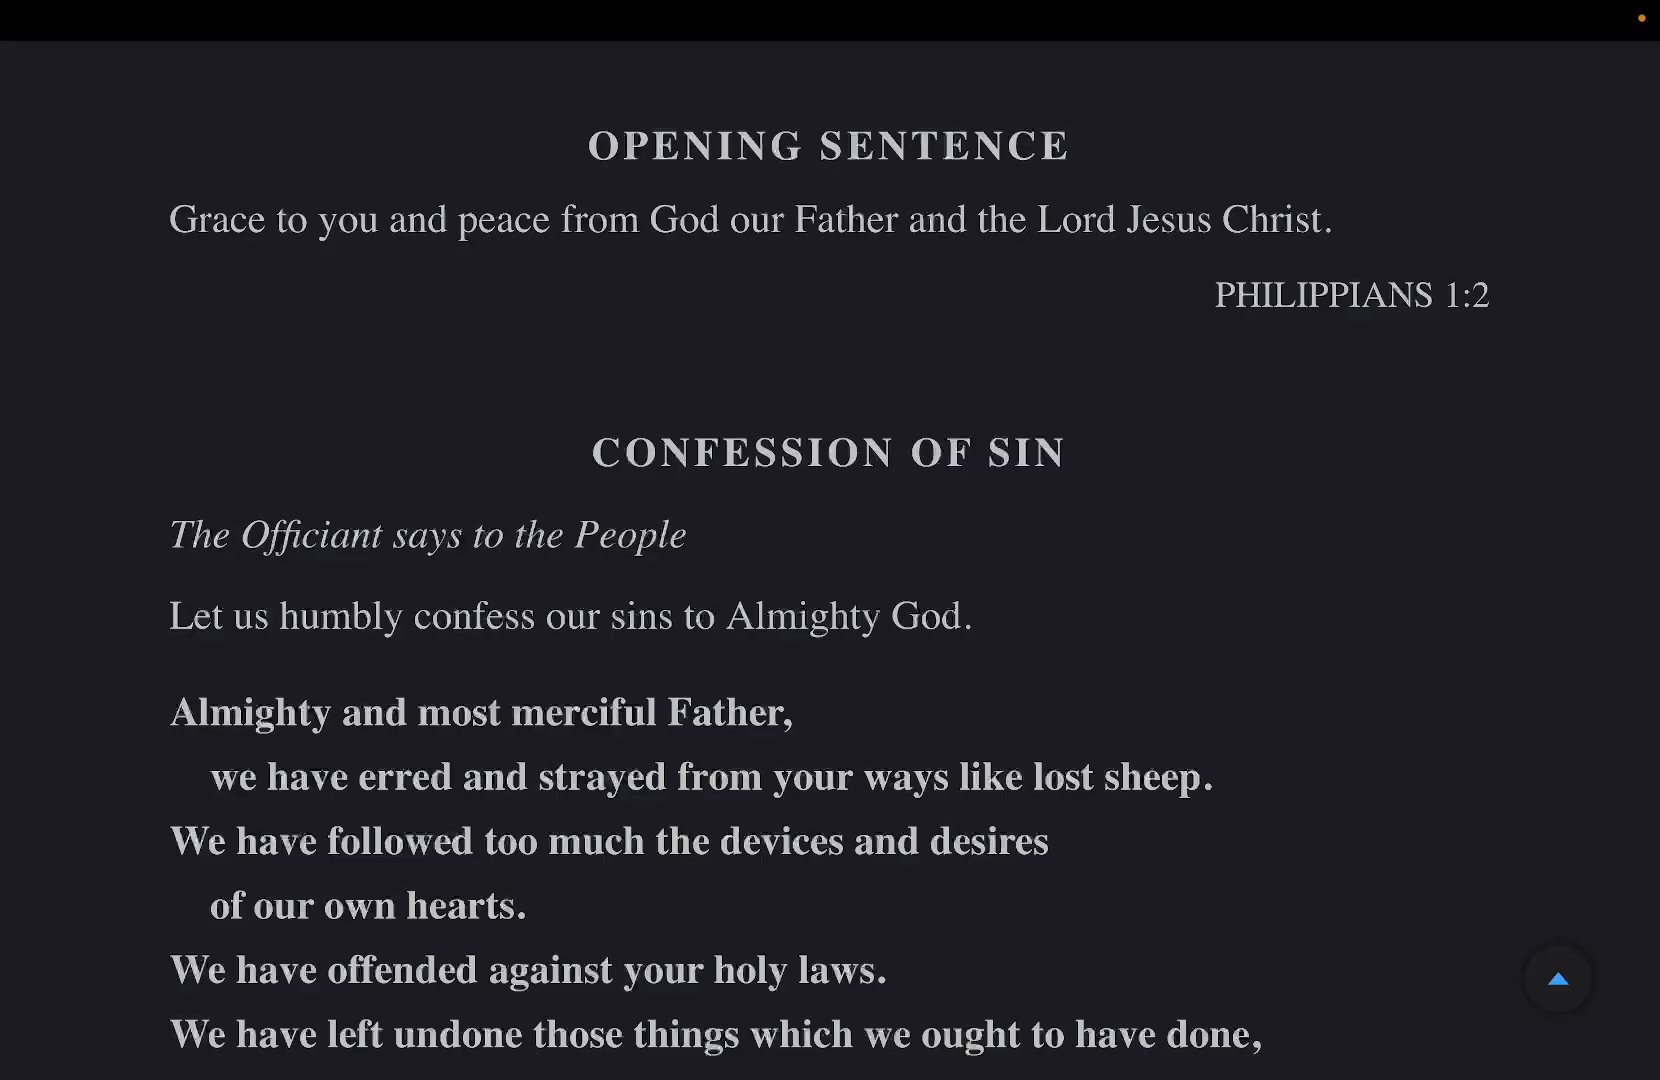 OPENING SENTENCE
Grace to you and peace from God our Father and the Lord Jesus Christ.
PHILIPPIANS 1:2
CONFESSION OF SIN
The Officiant says to the People
Let us humbly confess our sins to Almighty God.
Almighty and most merciful Father,
we have erred and strayed from your ways like lost sheep.
We have followed too much the devices and desires
of our own hearts.
We have offended against your holy laws.
We have left undone those things which we ought to have done,